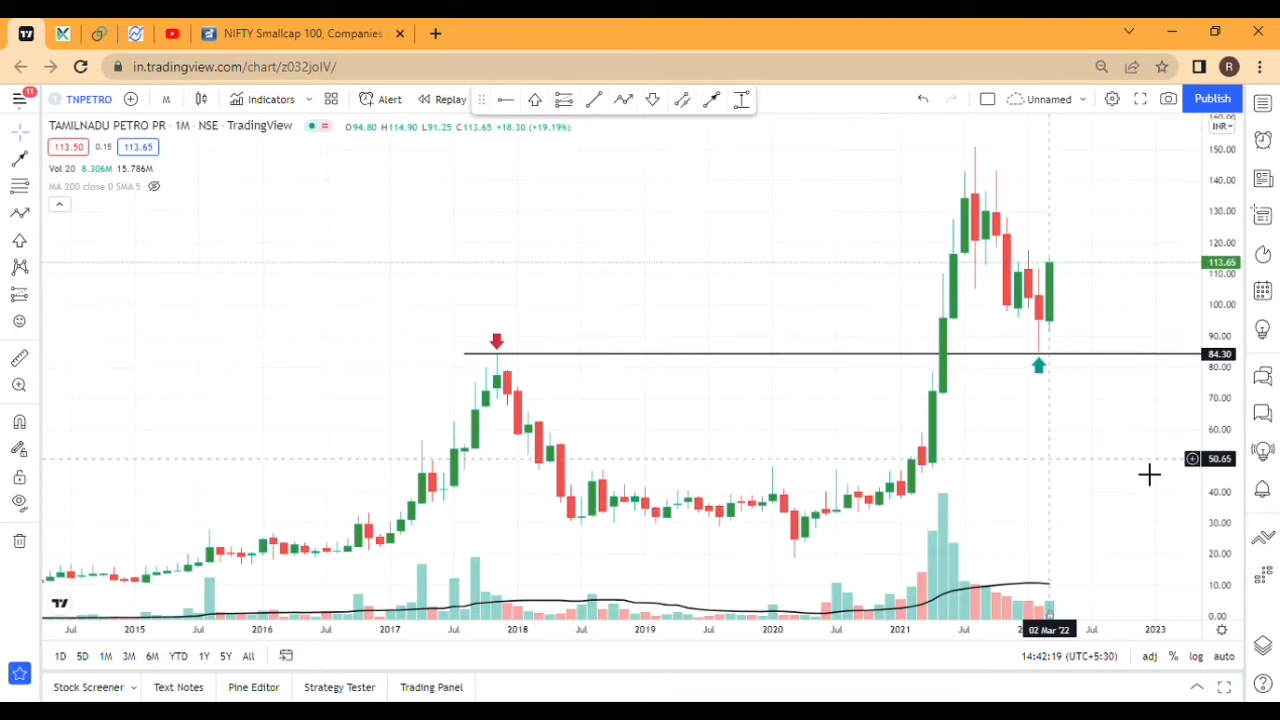 NIFTY Smallcap 100, Companies
in.tradingview.com/chart/z032joIV/
R
11
TNPETRO
M
Indicators
Alert
Replay
Unnamed
Publish
TAMILNADU PETRO PR · 1M · NSE · TradingView
O94.80 H114.90 L91.25 C113.65 +18.30 (+19.19%)
INR
113.50 0.15 113.65
Vol 20 8.306M 15.786M
MA 200 close 0 SMA 5
160.00
150.00
140.00
130.00
120.00
113.65
110.00
100.00
90.00
84.30
80.00
70.00
60.00
50.65
40.00
30.00
20.00
10.00
0.00
Jul 2015 Jul 2016 Jul 2017 Jul 2018 Jul 2019 Jul 2020 Jul 2021 Jul 02 Mar '22 Jul 2023
1D 5D 1M 3M 6M YTD 1Y 5Y All
14:42:19 (UTC+5:30) adj % log auto
Stock Screener Text Notes Pine Editor Strategy Tester Trading Panel